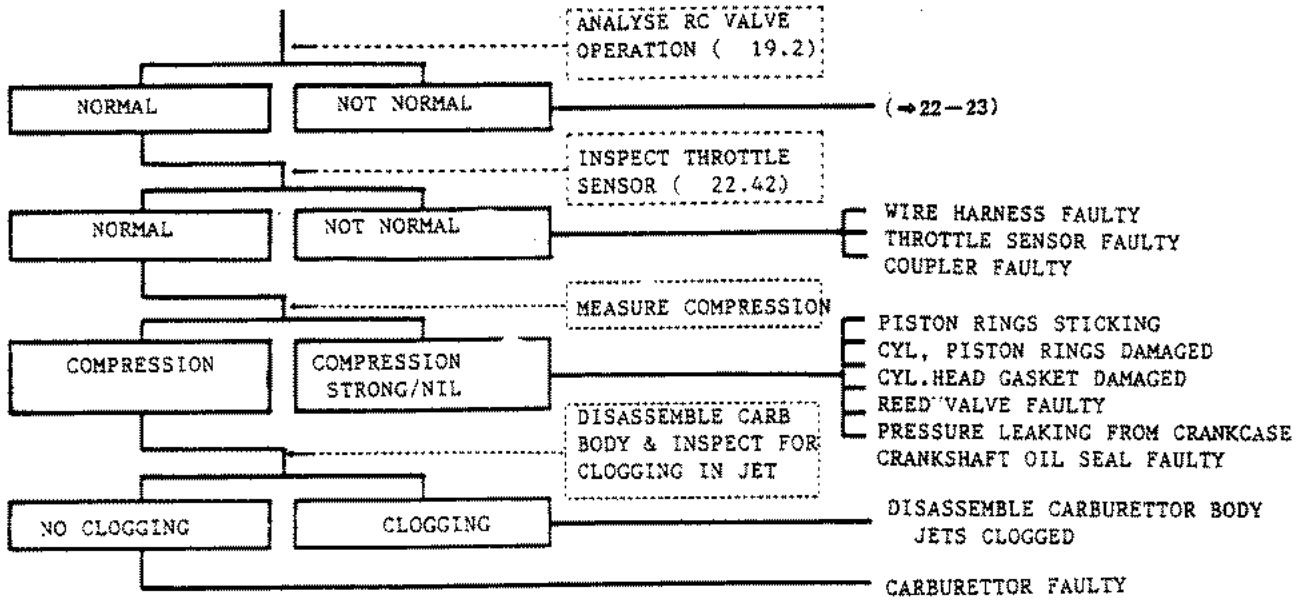 ANALYSE RC VALVE
OPERATION ( 19.2)
NORMAL
NOT NORMAL
(⇒22—23)
INSPECT THROTTLE
SENSOR ( 22.42)
NORMAL
NOT NORMAL
WIRE HARNESS FAULTY
THROTTLE SENSOR FAULTY
COUPLER FAULTY
MEASURE COMPRESSION
COMPRESSION
COMPRESSION
STRONG/NIL
PISTON RINGS STICKING
CYL, PISTON RINGS DAMAGED
CYL.HEAD GASKET DAMAGED
REED VALVE FAULTY
PRESSURE LEAKING FROM CRANKCASE
CRANKSHAFT OIL SEAL FAULTY
DISASSEMBLE CARB
BODY & INSPECT FOR
CLOGGING IN JET
NO CLOGGING
CLOGGING
DISASSEMBLE CARBURETTOR BODY
JETS CLOGGED
CARBURETTOR FAULTY